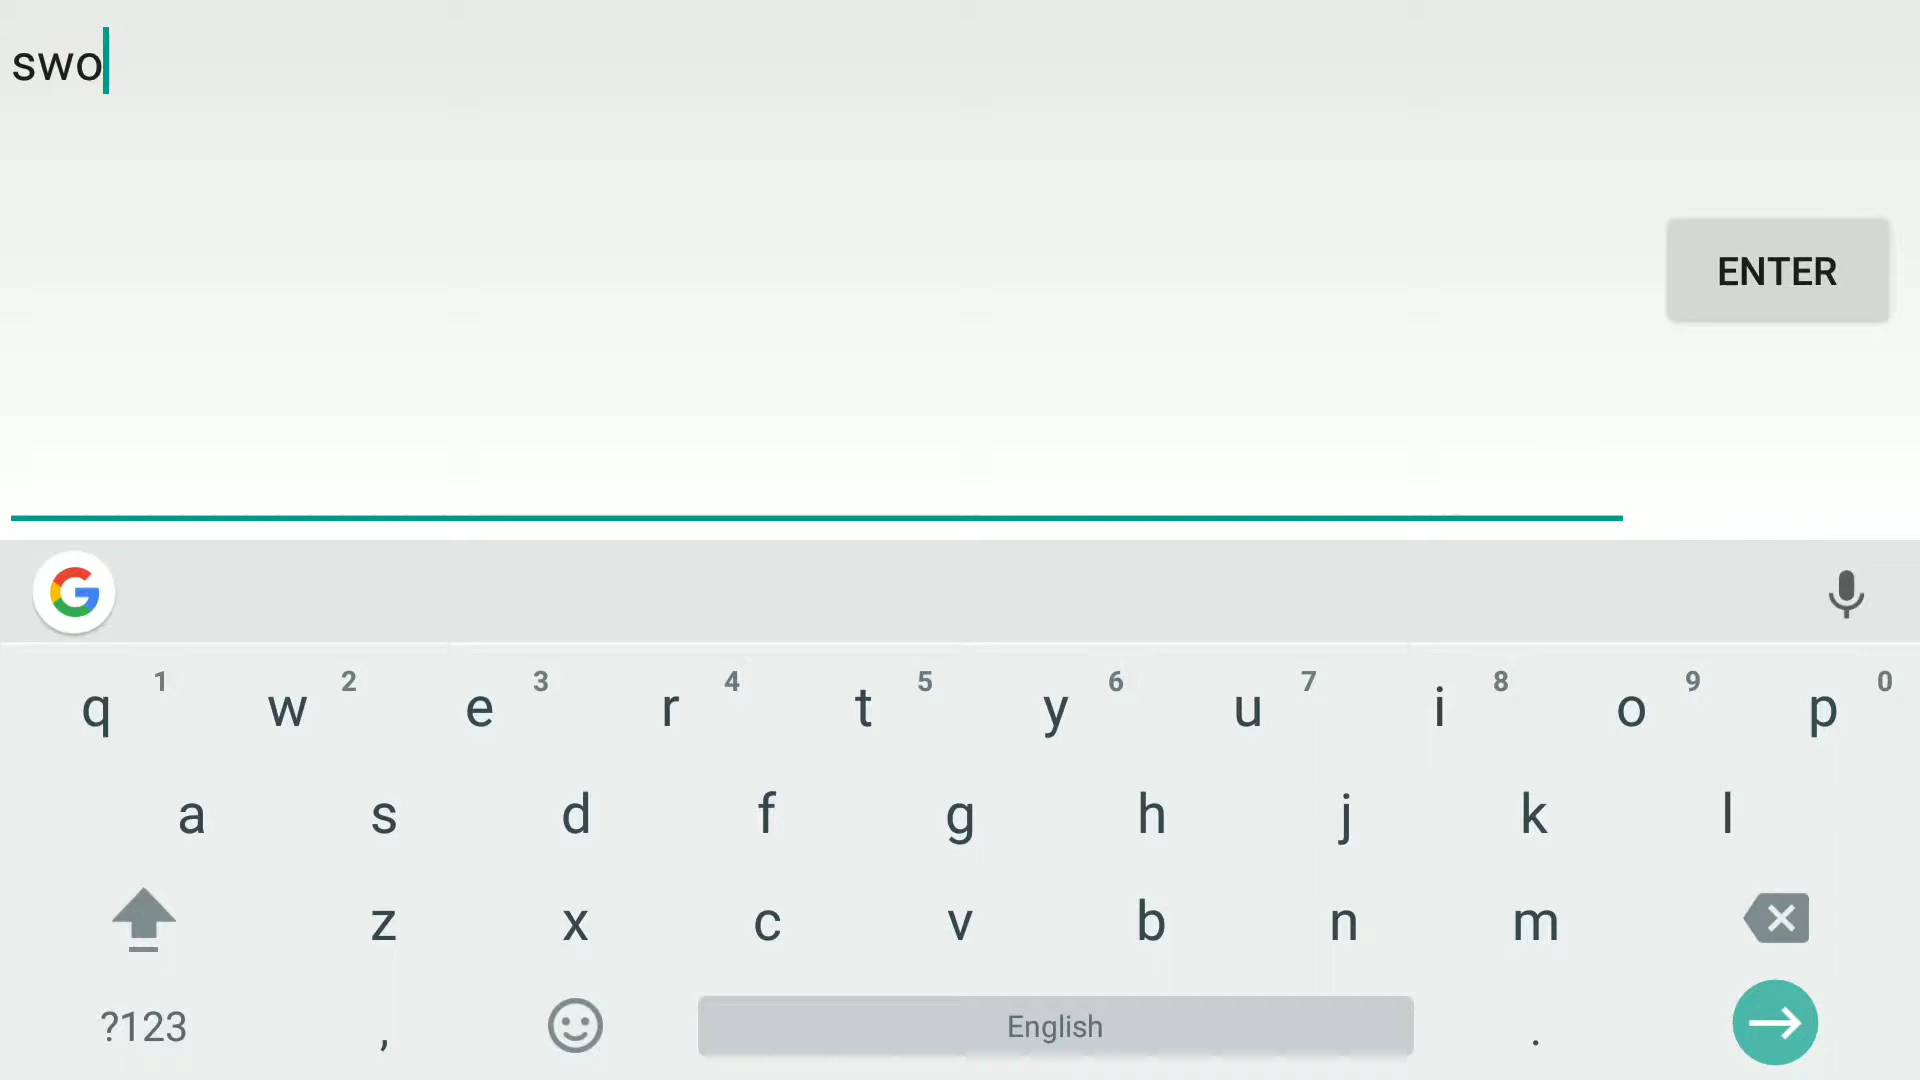 swo
ENTER
q 1 w 2 e 3 r 4 t 5 y 6 u 7 i 8 o 9 p 0
a s d f g h j k l
z x c v b n m
?123 , English .